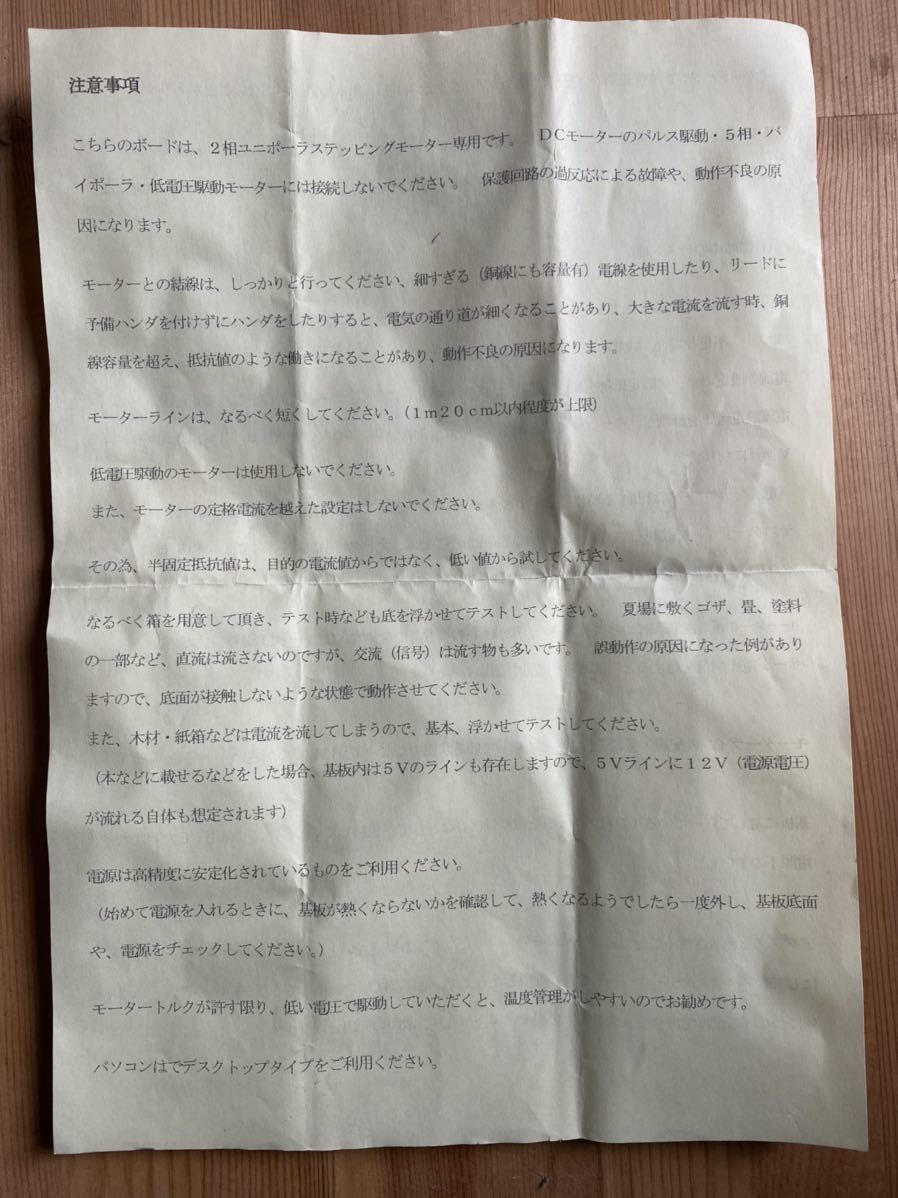 注意事項
こちらのボードは、２相ユニポーラステッピングモーター専用です。　ＤＣモーターのパルス駆動・５相・バ
イポーラ・低電圧駆動モーターには接続しないでください。　保護回路の過反応による故障や、動作不良の原
因になります。
モーターとの結線は、しっかりと行ってください、細すぎる（銅線にも容量有）電線を使用したり、リードに
予備ハンダを付けずにハンダをしたりすると、電気の通り道が細くなることがあり、大きな電流を流す時、銅
線容量を超え、抵抗値のような働きになることがあり、動作不良の原因になります。
モーターラインは、なるべく短くしてください。（１ｍ２０ｃｍ以内程度が上限）
低電圧駆動のモーターは使用しないでください。
また、モーターの定格電流を越えた設定はしないでください。
その為、半固定抵抗値は、目的の電流値からではなく、低い値から試してください。
なるべく箱を用意して頂き、テスト時なども底を浮かせてテストしてください。　夏場に敷くゴザ、畳、塗料
の一部など、直流は流さないのですが、交流（信号）は流す物も多いです。　誤動作の原因になった例があり
ますので、底面が接触しないような状態で動作させてください。
また、木材・紙箱などは電流を流してしまうので、基本、浮かせてテストしてください。
（本などに載せるなどをした場合、基板内は５Ｖのラインも存在しますので、５Ｖラインに１２Ｖ（電源電圧）
が流れる自体も想定されます）
電源は高精度に安定化されているものをご利用ください。
（始めて電源を入れるときに、基板が熱くならないかを確認して、熱くなるようでしたら一度外し、基板底面
や、電源をチェックしてください。）
モータートルクが許す限り、低い電圧で駆動していただくと、温度管理がしやすいのでお勧めです。
パソコンはでデスクトップタイプをご利用ください。